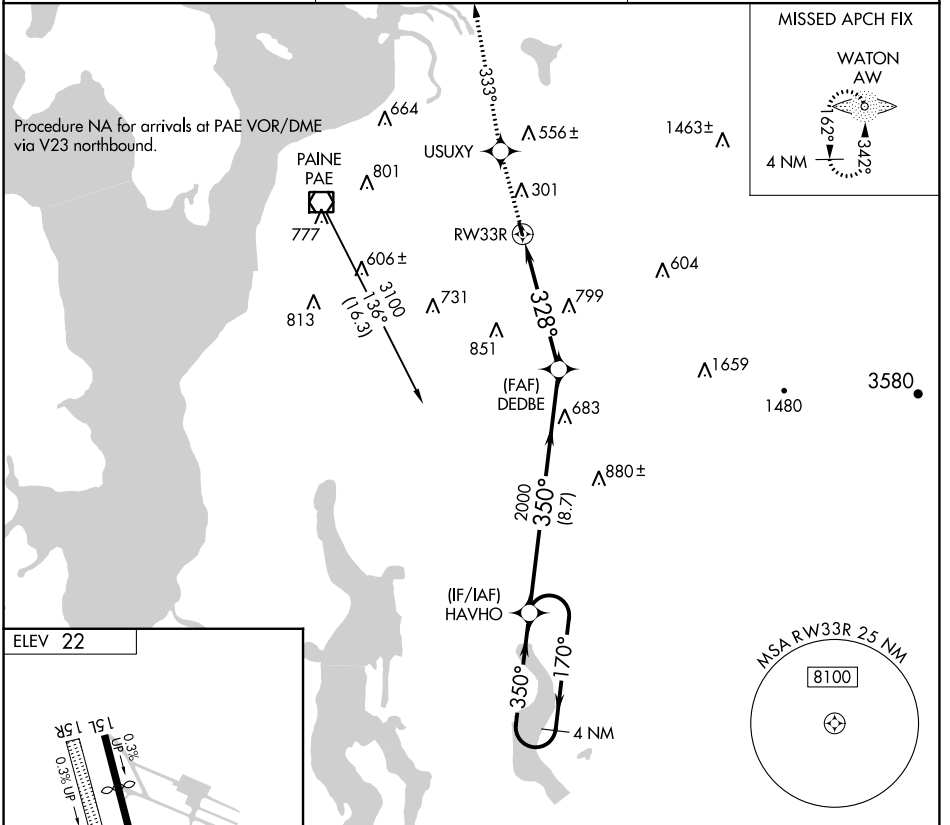 MISSED APCH FIX
WATON
AW
162°
342°
4 NM
333°
664
Procedure NA for arrivals at PAE VOR/DME
via V23 northbound.
556±
1463±
USUXY
PAINE
PAE
801
301
777
RW33R
606±
604
3100
136°
(16.3)
813
731
328°
799
851
1659
3580
(FAF)
DEDBE
1480
683
880±
2000
350°
(8.7)
(IF/IAF)
HAVHO
350°
170°
4 NM
MSA RW33R 25 NM
8100
ELEV 22
15R
15L
0.3%
UP
0.3% UP